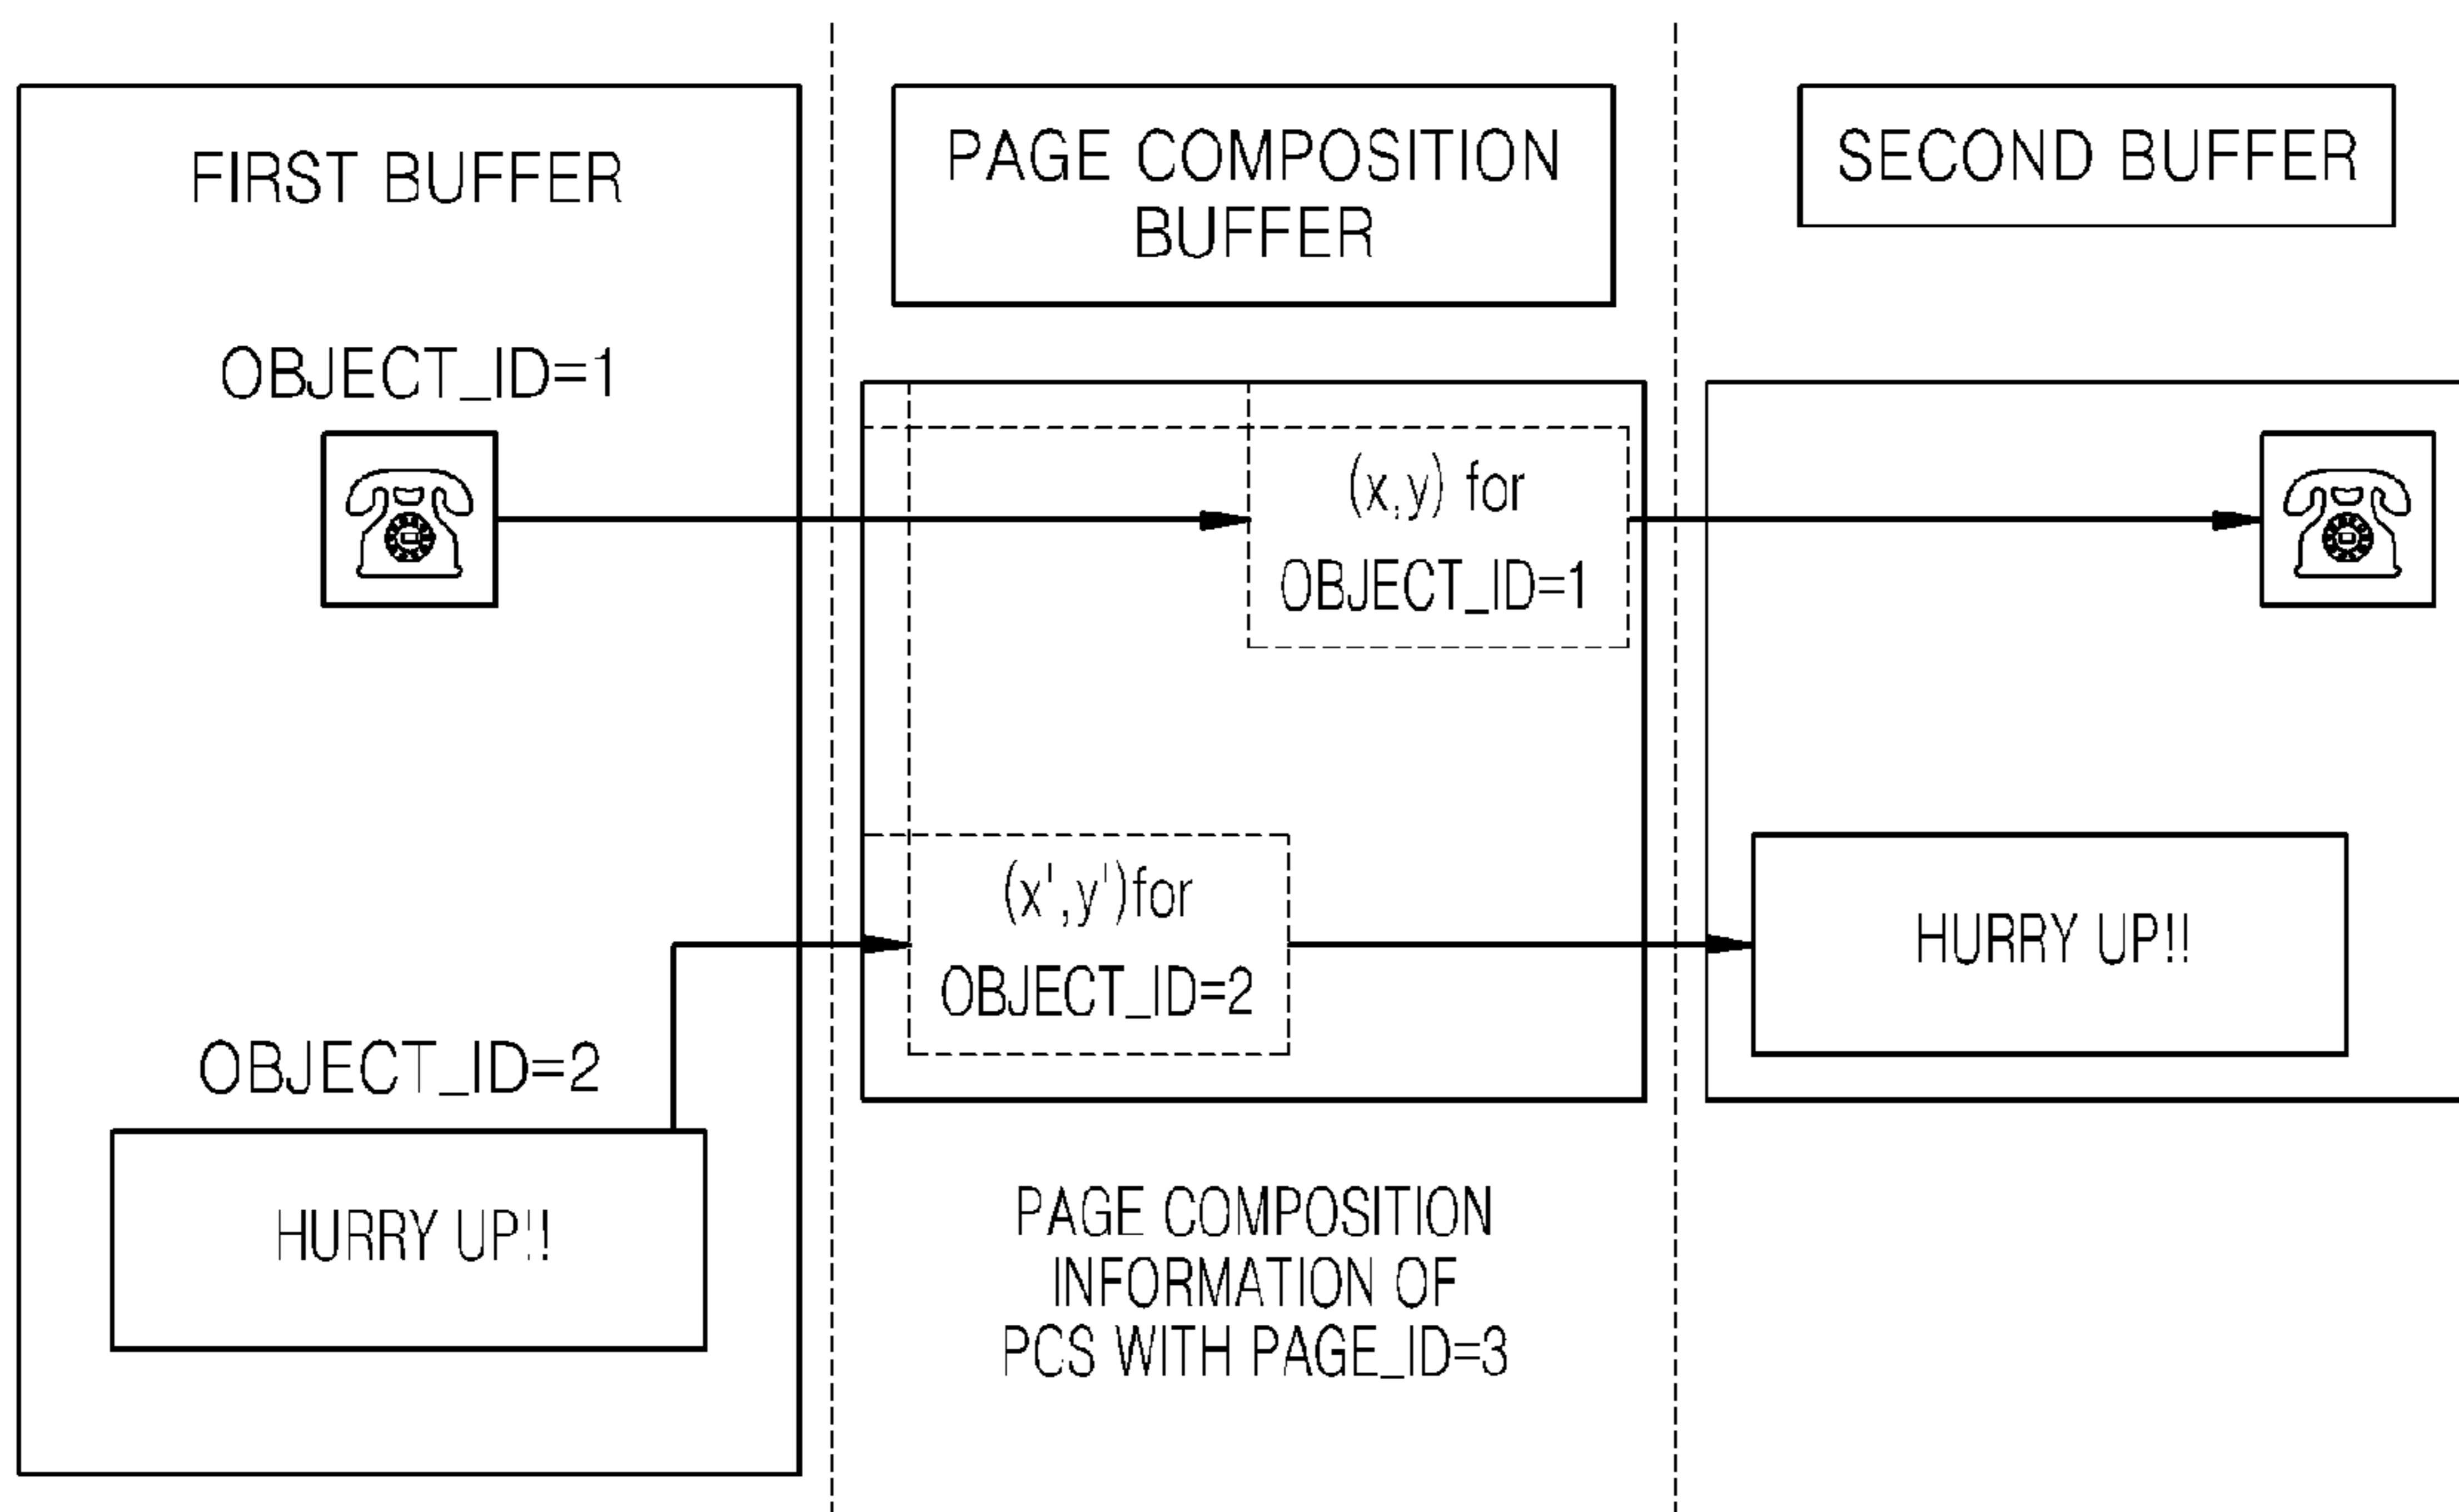 FIRST BUFFER
OBJECT_ID=1
OBJECT_ID=2
HURRY UP!!
PAGE COMPOSITION
BUFFER
(x,y) for
OBJECT_ID=1
(x',y')for
OBJECT_ID=2
PAGE COMPOSITION
INFORMATION OF
PCS WITH PAGE_ID=3
SECOND BUFFER
HURRY UP!!